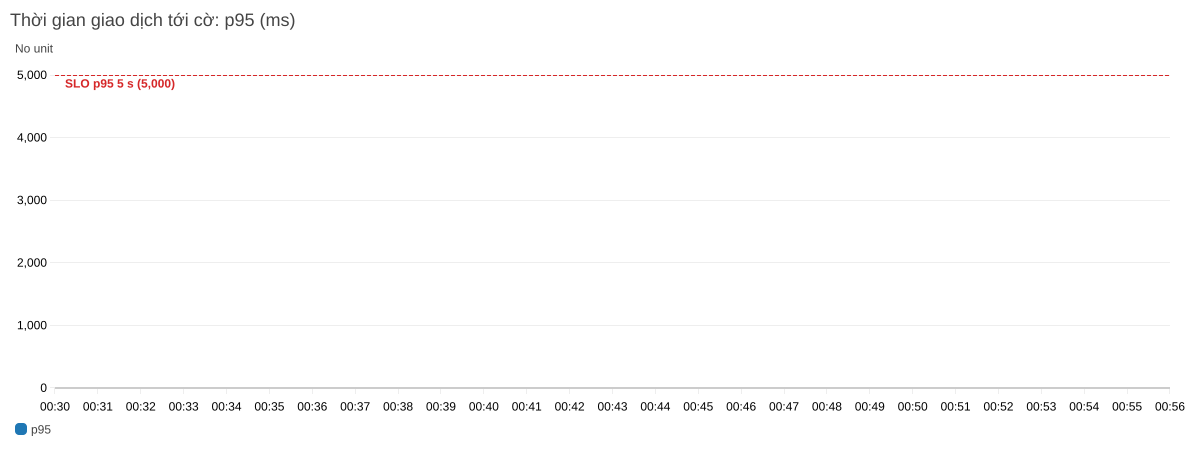 Thời gian giao dịch tới cờ: p95 (ms)
No unit
5,000
SLO p95 5 s (5,000)
4,000
3,000
2,000
1,000
0
00:30 00:31 00:32 00:33 00:34 00:35 00:36 00:37 00:38 00:39 00:40 00:41 00:42 00:43 00:44 00:45 00:46 00:47 00:48 00:49 00:50 00:51 00:52 00:53 00:54 00:55 00:56
p95